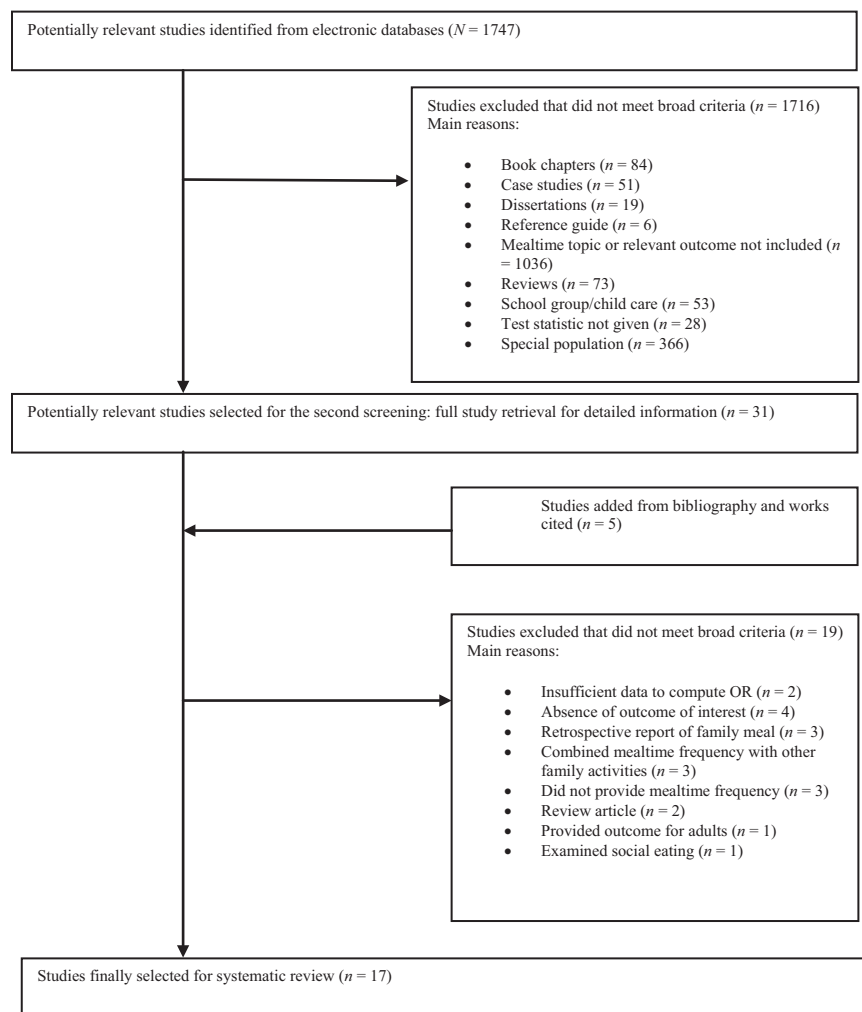 Potentially relevant studies identified from electronic databases (N = 1747)
Studies excluded that did not meet broad criteria (n = 1716)
Main reasons:
• Book chapters (n = 84)
• Case studies (n = 51)
• Dissertations (n = 19)
• Reference guide (n = 6)
• Mealtime topic or relevant outcome not included (n
= 1036)
• Reviews (n = 73)
• School group/child care (n = 53)
• Test statistic not given (n = 28)
• Special population (n = 366)
Potentially relevant studies selected for the second screening: full study retrieval for detailed information (n = 31)
Studies added from bibliography and works
cited (n = 5)
Studies excluded that did not meet broad criteria (n = 19)
Main reasons:
• Insufficient data to compute OR (n = 2)
• Absence of outcome of interest (n = 4)
• Retrospective report of family meal (n = 3)
• Combined mealtime frequency with other
family activities (n = 3)
• Did not provide mealtime frequency (n = 3)
• Review article (n = 2)
• Provided outcome for adults (n = 1)
• Examined social eating (n = 1)
Studies finally selected for systematic review (n = 17)